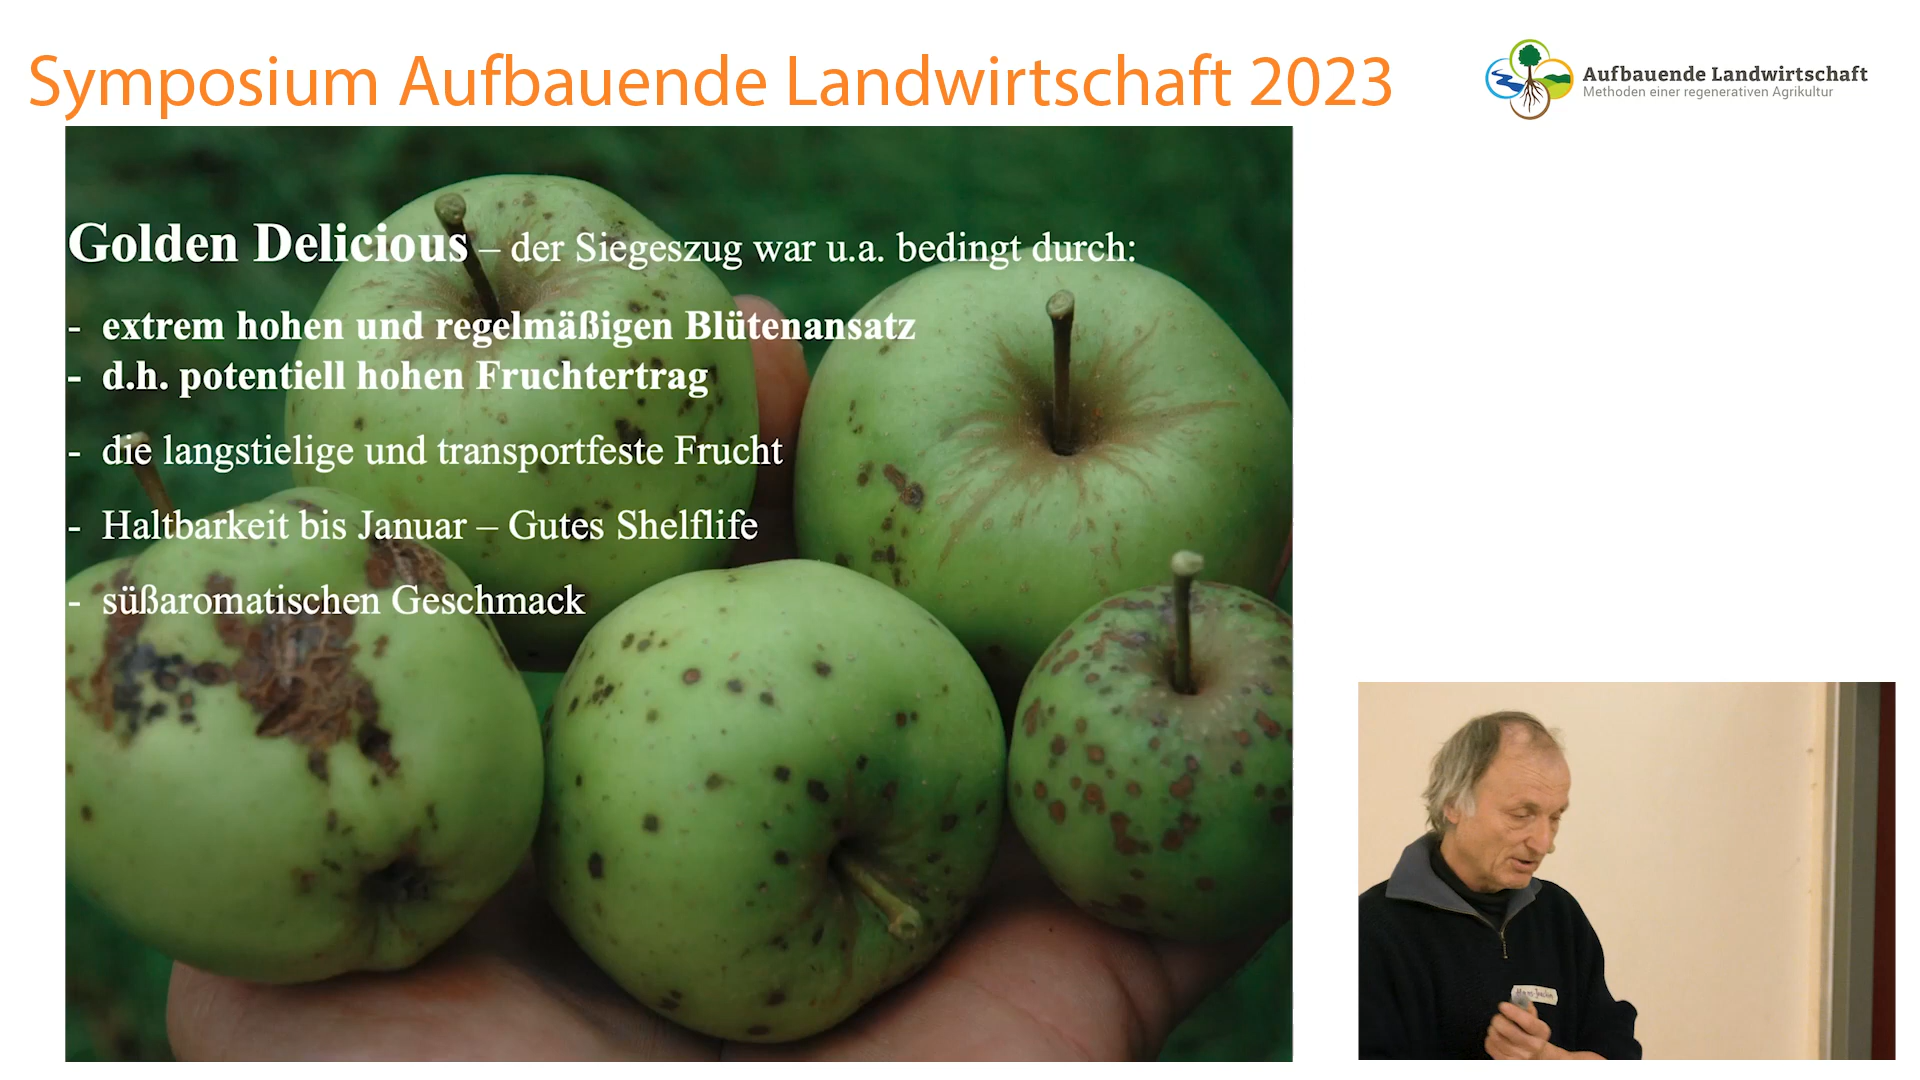 Symposium Aufbauende Landwirtschaft 2023
Aufbauende Landwirtschaft
Methoden einer regenerativen Agrikultur
Golden Delicious – der Siegeszug war u.a. bedingt durch:
- extrem hohen und regelmäßigen Blütenansatz
- d.h. potentiell hohen Fruchtertrag
- die langstielige und transportfeste Frucht
- Haltbarkeit bis Januar – Gutes Shelflife
- süßaromatischen Geschmack